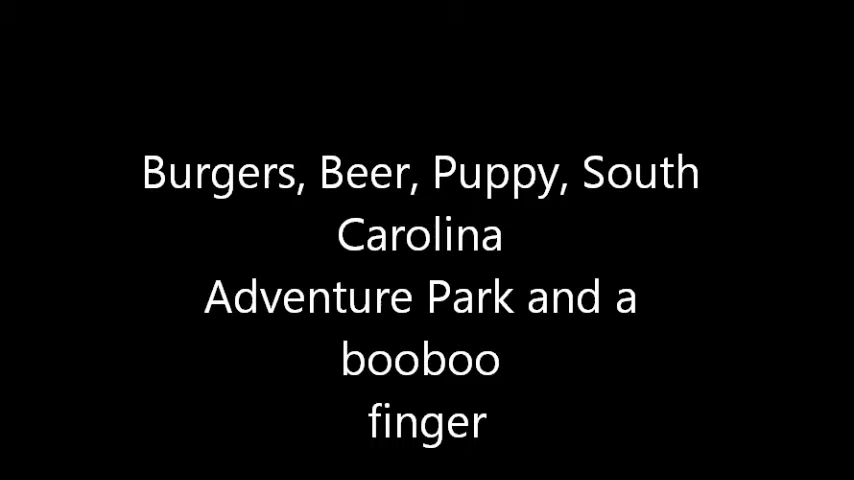 Burgers, Beer, Puppy, South
Carolina
Adventure Park and a
booboo
finger